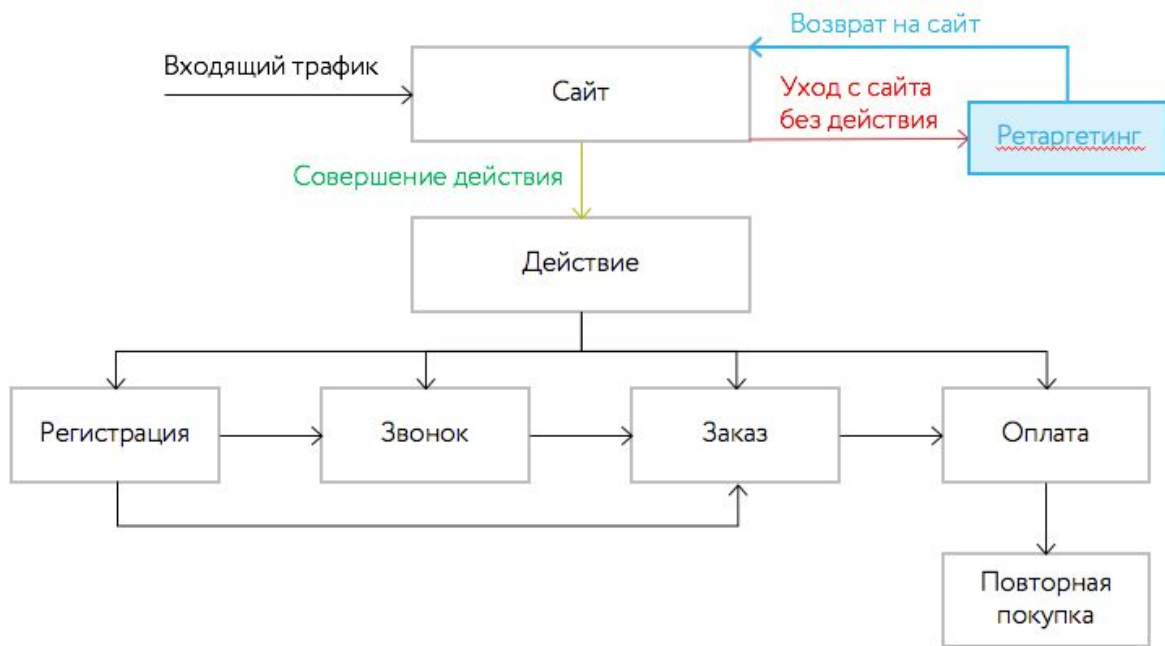 Возврат на сайт
Входящий трафик
Сайт
Уход с сайта
без действия
Ретаргетинг
Совершение действия
Действие
Регистрация
Звонок
Заказ
Оплата
Повторная
покупка